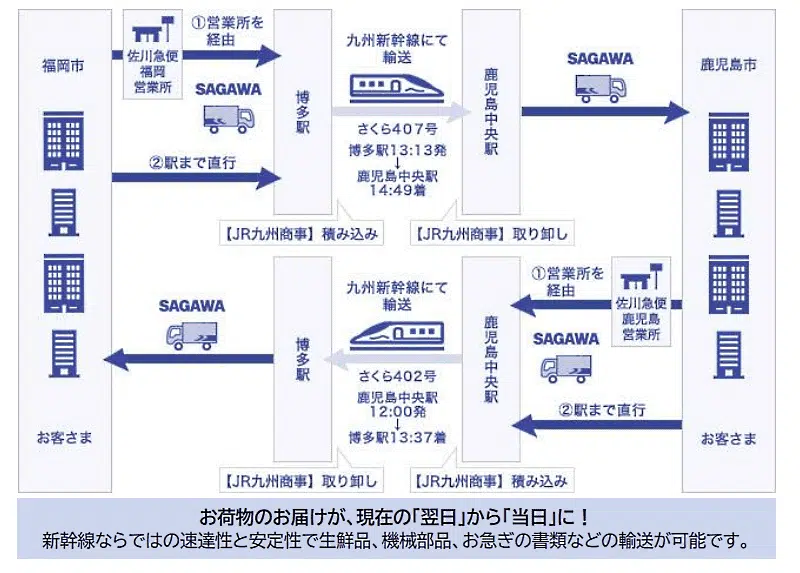 福岡市
佐川急便
福岡
営業所
①営業所を
経由
SAGAWA
②駅まで直行
博多駅
九州新幹線にて
輸送
さくら407号
博多駅13:13発
↓
鹿児島中央駅
14:49着
鹿児島中央駅
SAGAWA
鹿児島市
【JR九州商事】積み込み
【JR九州商事】取り卸し
SAGAWA
博多駅
九州新幹線にて
輸送
さくら402号
鹿児島中央駅
12:00発
↓
博多駅13:37着
鹿児島中央駅
①営業所を
経由
佐川急便
鹿児島
営業所
SAGAWA
②駅まで直行
お客さま
お客さま
【JR九州商事】取り卸し
【JR九州商事】積み込み
お荷物のお届けが、現在の｢翌日｣から｢当日｣に！
新幹線ならではの速達性と安定性で生鮮品、機械部品、お急ぎの書類などの輸送が可能です。